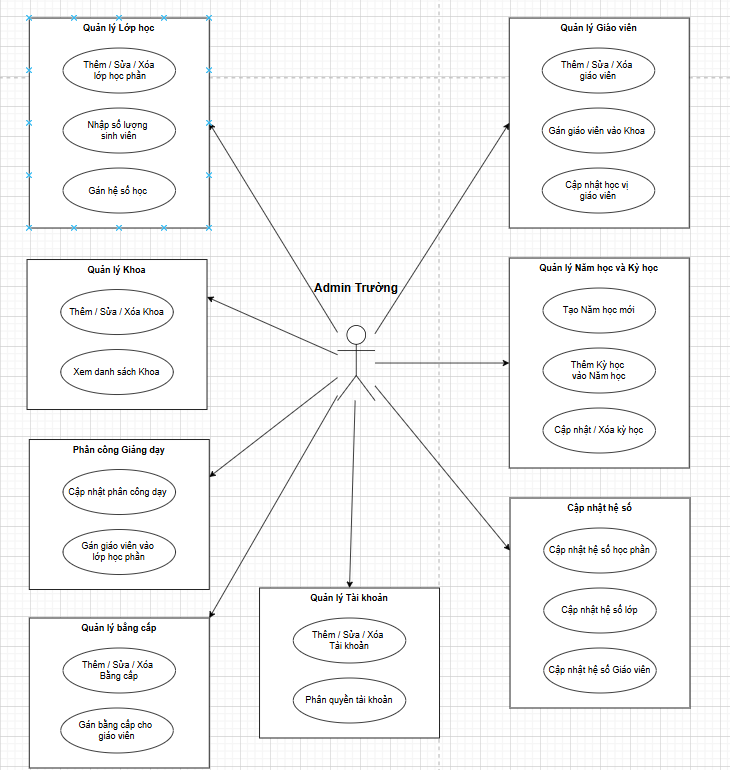 Quản lý Lớp học
Thêm / Sửa / Xóa
lớp học phần
Nhập số lượng
sinh viên
Gán hệ số học
Quản lý Giáo viên
Thêm / Sửa / Xóa
giáo viên
Gán giáo viên vào Khoa
Cập nhật học vị
giáo viên
Quản lý Khoa
Thêm / Sửa / Xóa Khoa
Xem danh sách Khoa
Admin Trường
Quản lý Năm học và Kỳ học
Tạo Năm học mới
Thêm Kỳ học
vào Năm học
Cập nhật / Xóa kỳ học
Phân công Giảng dạy
Cập nhật phân công dạy
Gán giáo viên vào
lớp học phần
Cập nhật hệ số
Cập nhật hệ số học phần
Cập nhật hệ số lớp
Cập nhật hệ số Giáo viên
Quản lý bằng cấp
Thêm / Sửa / Xóa
Bằng cấp
Gán bằng cấp cho
giáo viên
Quản lý Tài khoản
Thêm / Sửa / Xóa
Tài khoản
Phân quyền tài khoản